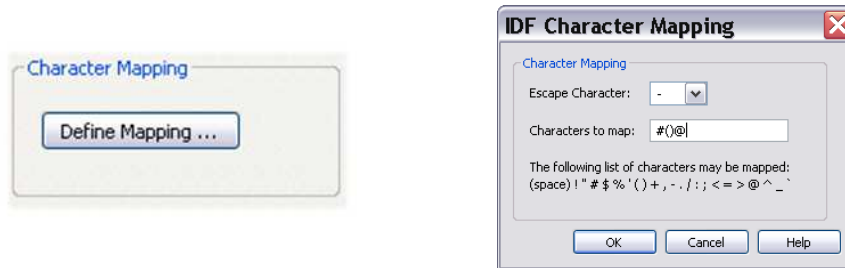 Character Mapping
Define Mapping ...
IDF Character Mapping
Character Mapping
Escape Character: -
Characters to map: #()@
The following list of characters may be mapped:
(space) ! " # $ % ' ( ) + , - . / : ; < = > @ ^ _ `
OK Cancel Help